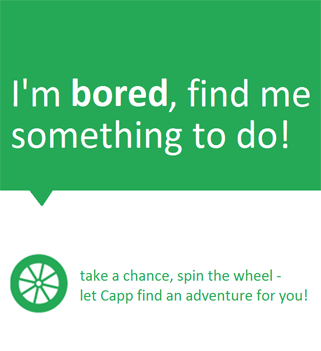 I'm bored, find me
something to do!
take a chance, spin the wheel -
let Capp find an adventure for you!